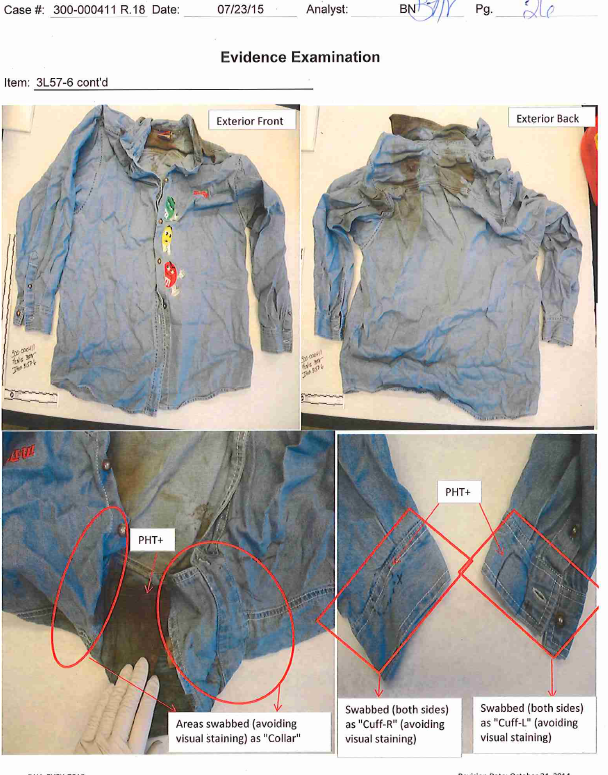 Case #: 300-000411 R.18 Date: 07/23/15 Analyst: BN Pg. 26
Evidence Examination
Item: 3L57-6 cont'd
Exterior Front
Exterior Back
PHT+
Areas swabbed (avoiding
visual staining) as "Collar"
PHT+
Swabbed (both sides)
as "Cuff-R" (avoiding
visual staining)
Swabbed (both sides)
as "Cuff-L" (avoiding
visual staining)